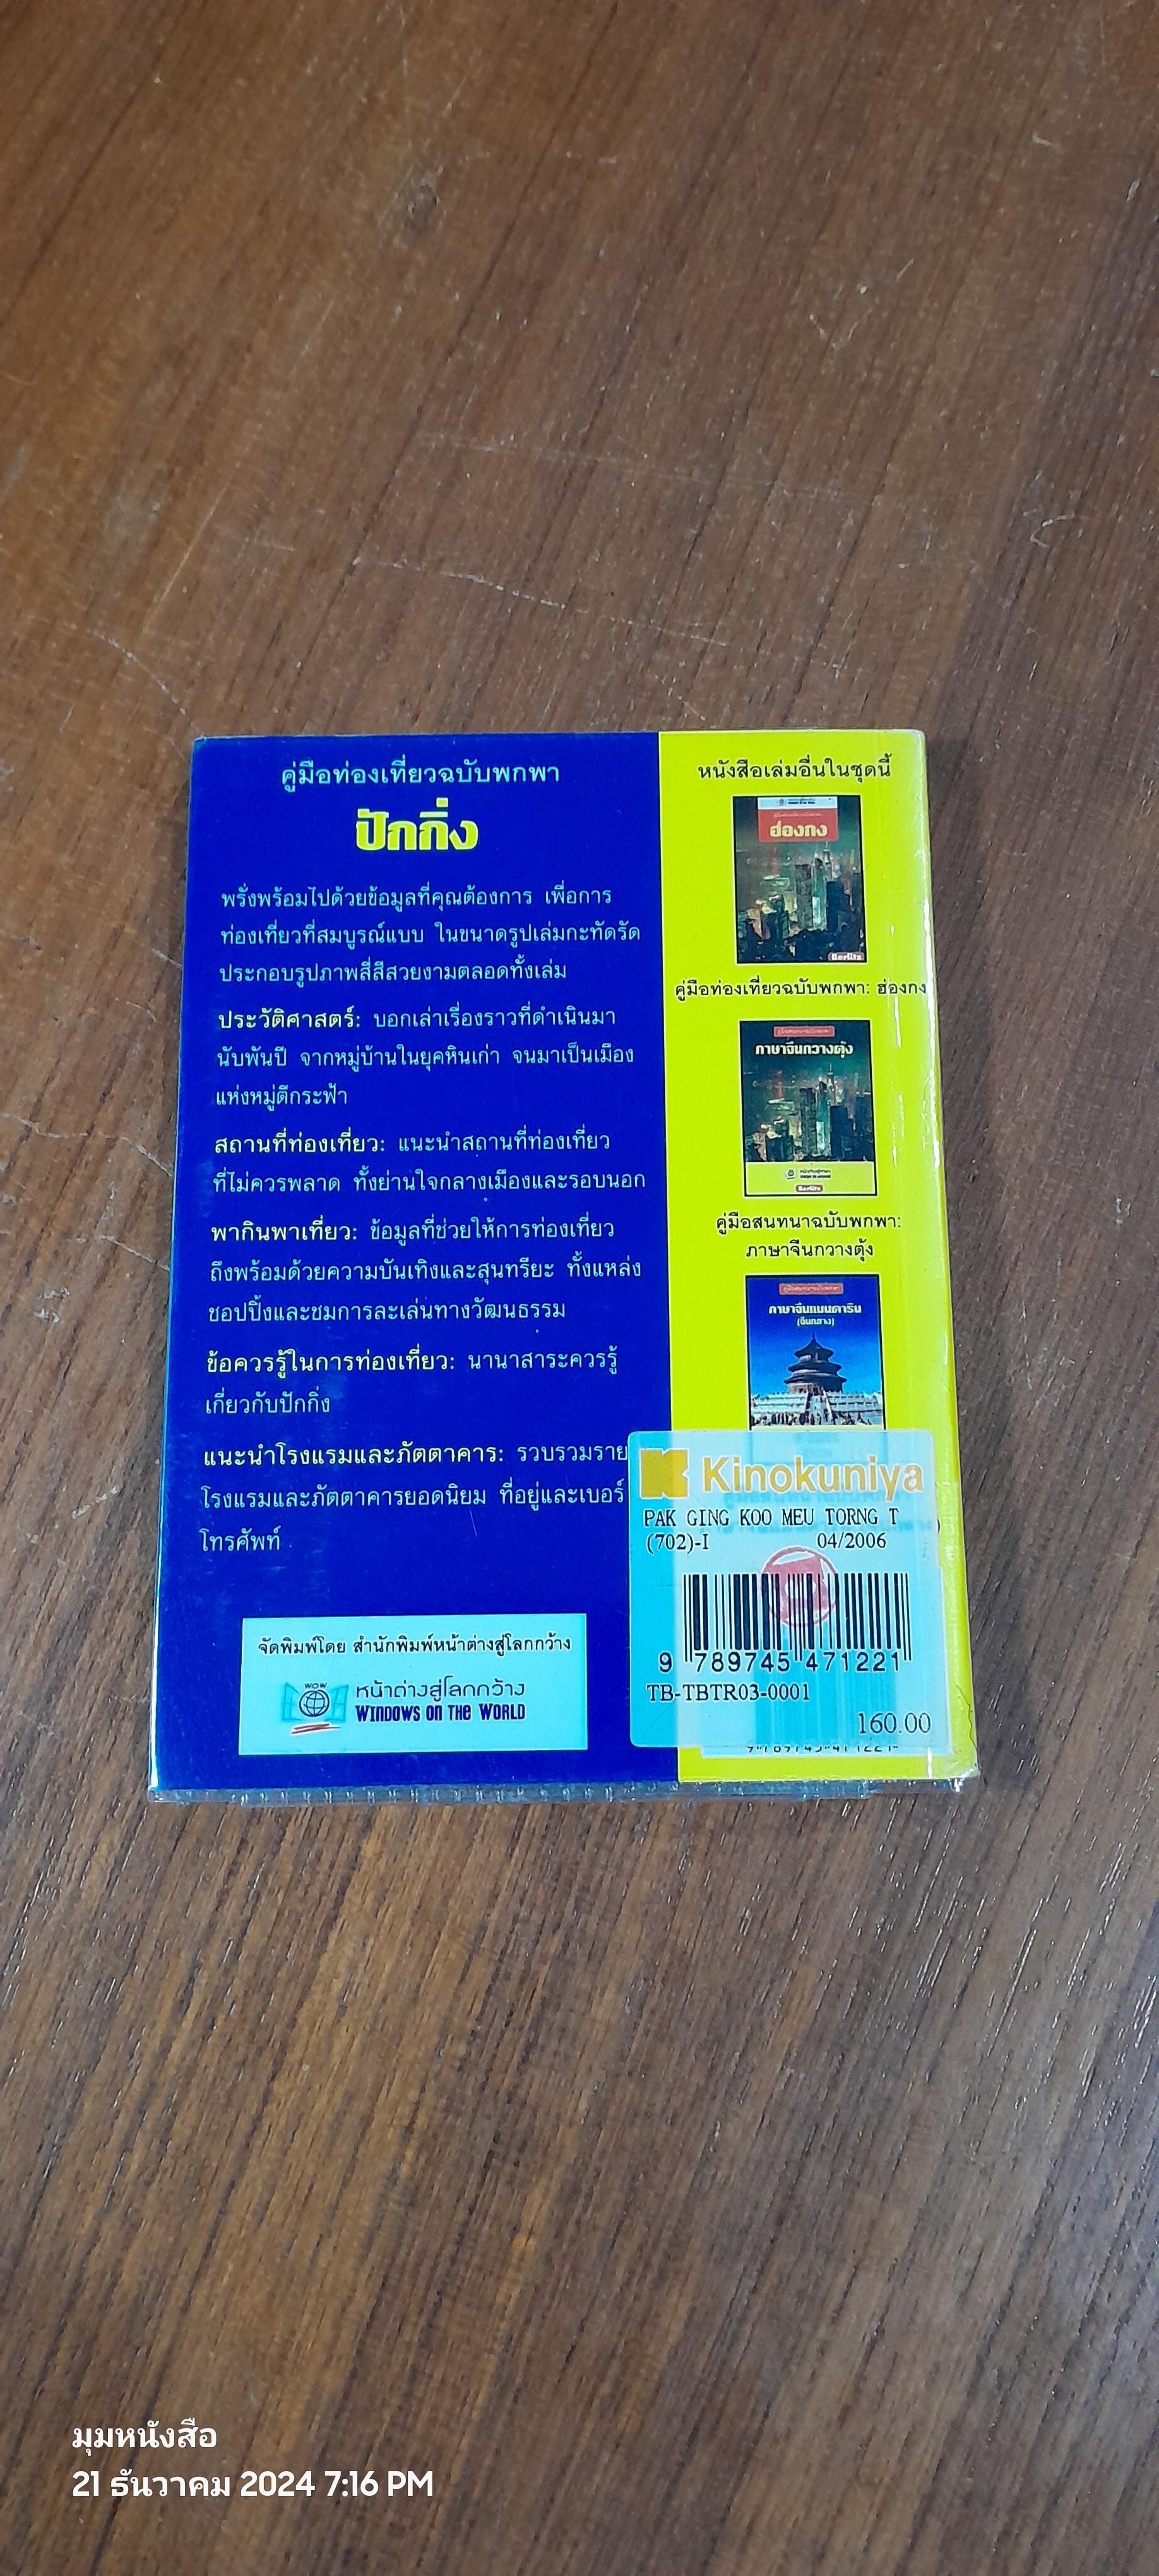 คู่มือท่องเที่ยวฉบับพกพา
ปักกิ่ง
พรั่งพร้อมไปด้วยข้อมูลที่คุณต้องการ เพื่อการ
ท่องเที่ยวที่สมบูรณ์แบบ ในขนาดรูปเล่มกะทัดรัด
ประกอบรูปภาพสี่สีสวยงามตลอดทั้งเล่ม
ประวัติศาสตร์: บอกเล่าเรื่องราวที่ดำเนินมา
นับพันปี จากหมู่บ้านในยุคหินเก่า จนมาเป็นเมือง
แห่งหมู่ตึกระฟ้า
สถานที่ท่องเที่ยว: แนะนำสถานที่ท่องเที่ยว
ที่ไม่ควรพลาด ทั้งย่านใจกลางเมืองและรอบนอก
พากินพาเที่ยว: ข้อมูลที่ช่วยให้การท่องเที่ยว
ถึงพร้อมด้วยความบันเทิงและสุนทรียะ ทั้งแหล่ง
ชอปปิ้งและชมการละเล่นทางวัฒนธรรม
ข้อควรรู้ในการท่องเที่ยว: นานาสาระควรรู้
เกี่ยวกับปักกิ่ง
แนะนำโรงแรมและภัตตาคาร: รวบรวมราย
โรงแรมและภัตตาคารยอดนิยม ที่อยู่และเบอร์
โทรศัพท์
จัดพิมพ์โดย สำนักพิมพ์หน้าต่างสู่โลกกว้าง
WOW
หน้าต่างสู่โลกกว้าง
WINDOWS ON THE WORLD
หนังสือเล่มอื่นในชุดนี้
ฮ่องกง
Berlitz
คู่มือท่องเที่ยวฉบับพกพา: ฮ่องกง
ภาษาจีนกวางตุ้ง
Berlitz
คู่มือสนทนาฉบับพกพา:
ภาษาจีนกวางตุ้ง
ภาษาจีนแมนดาริน
(จีนกลาง)
Kinokuniya
PAK GING KOO MEU TORNG T
(702)-I 04/2006
9 789745 471221
TB-TBTR03-0001
160.00
9 789745 471221
มุมหนังสือ
21 ธันวาคม 2024 7:16 PM